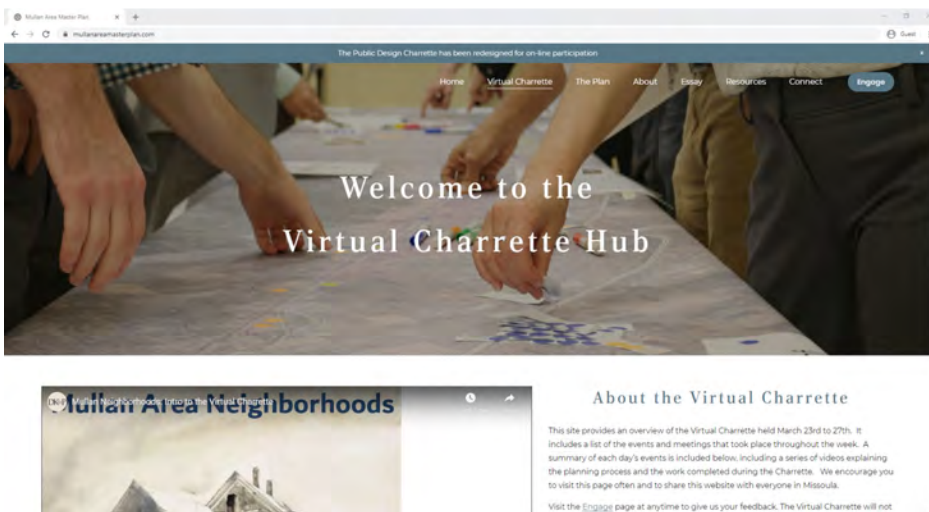 Mullan Area Master Plan
mullanareamasterplan.com
Guest
The Public Design Charrette has been redesigned for on-line participation
Home Virtual Charrette The Plan About Essay Resources Connect Engage
Welcome to the
Virtual Charrette Hub
Mullan Neighborhoods: Intro to the Virtual Charrette
Mullan Area Neighborhoods
About the Virtual Charrette
This site provides an overview of the Virtual Charrette held March 23rd to 27th. It
includes a list of the events and meetings that took place throughout the week. A
summary of each day's events is included below, including a series of videos explaining
the planning process and the work completed during the Charrette. We encourage you
to visit this page often and to share this website with everyone in Missoula.
Visit the Engage page at anytime to give us your feedback. The Virtual Charrette will not